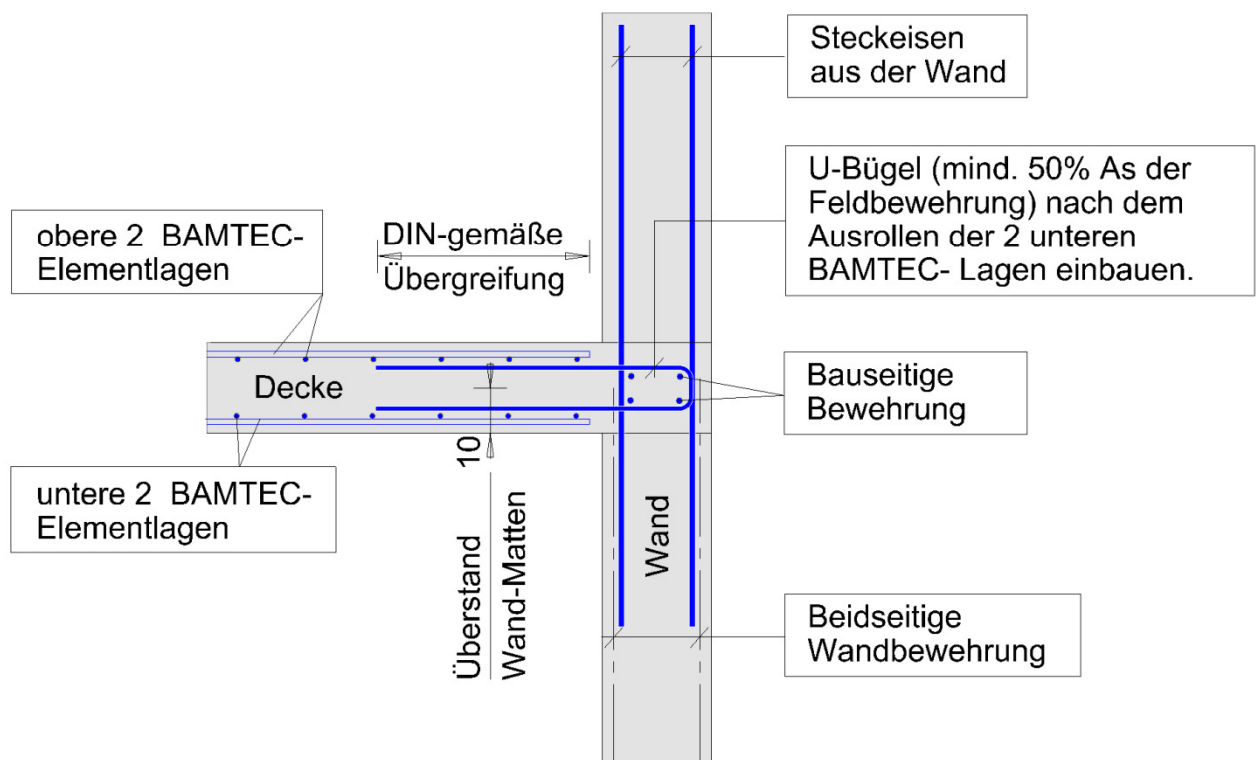 Steckeisen
aus der Wand
U-Bügel (mind. 50% As der
Feldbewehrung) nach dem
Ausrollen der 2 unteren
BAMTEC- Lagen einbauen.
obere 2 BAMTEC-
Elementlagen
DIN-gemäße
Übergreifung
Decke
Bauseitige
Bewehrung
untere 2 BAMTEC-
Elementlagen
10
Überstand
Wand-Matten
Wand
Beidseitige
Wandbewehrung